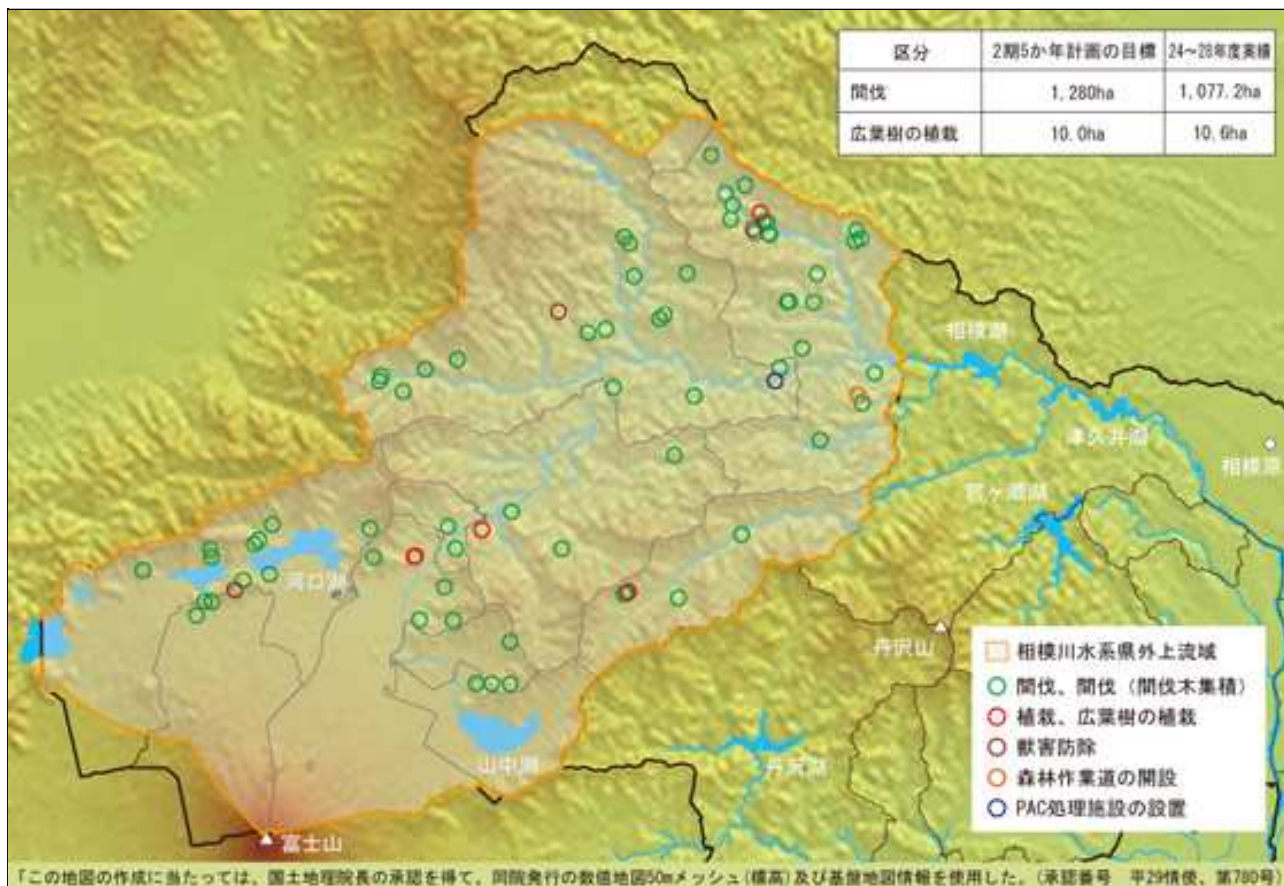 区分 2期5か年計画の目標 24～28年度実績
間伐 1,280ha 1,077.2ha
広葉樹の植栽 10.0ha 10.6ha
相模湖
津久井湖
相模原
宮ヶ瀬湖
河口湖
丹沢山
山中湖
丹沢湖
富士山
相模川水系県外上流域
間伐、間伐（間伐木集積）
植栽、広葉樹の植栽
獣害防除
森林作業道の開設
PAC処理施設の設置
「この地図の作成に当たっては、国土地理院長の承認を得て、同院発行の数値地図50mメッシュ(標高)及び基盤地図情報を使用した。（承認番号 平29情使、第780号）